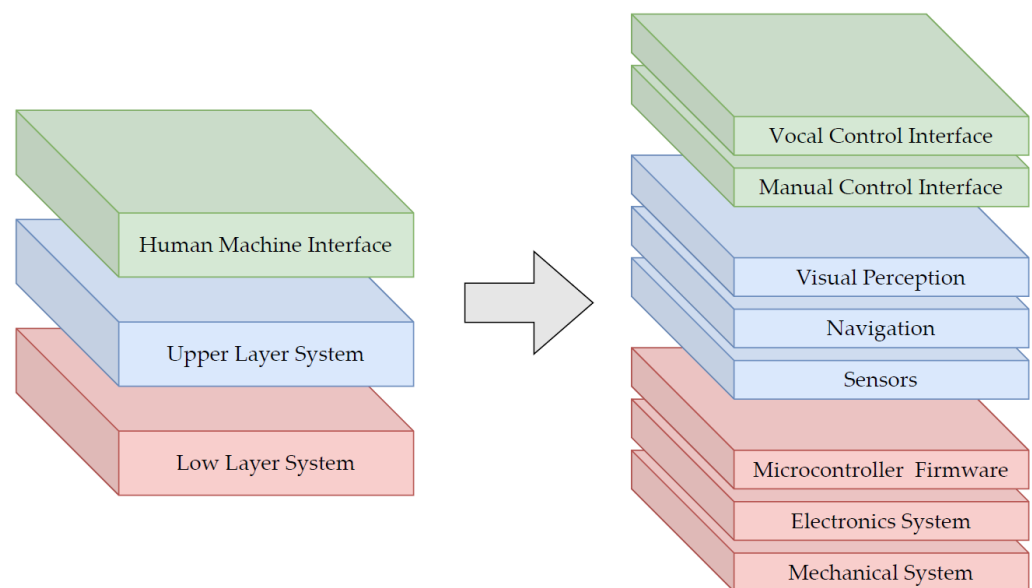 Human Machine Interface
Upper Layer System
Low Layer System
Vocal Control Interface
Manual Control Interface
Visual Perception
Navigation
Sensors
Microcontroller Firmware
Electronics System
Mechanical System